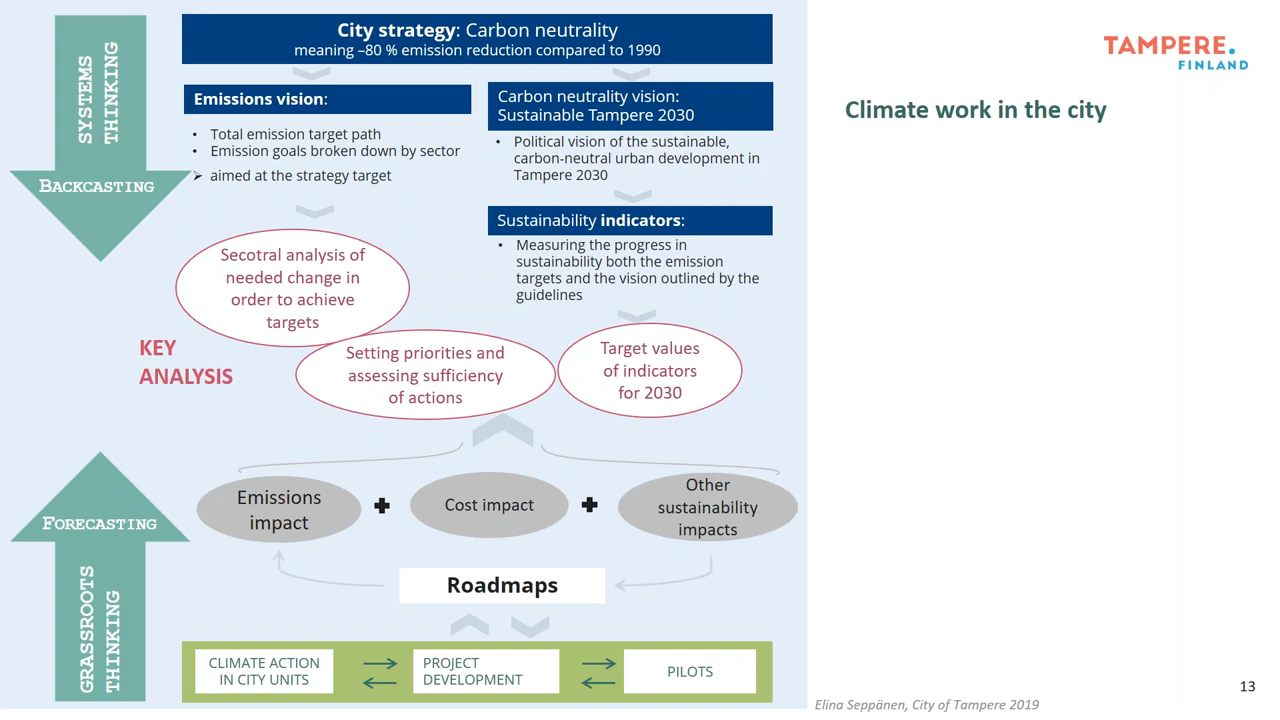 City strategy: Carbon neutrality
meaning –80 % emission reduction compared to 1990
TAMPERE.
FINLAND
Climate work in the city
SYSTEMS
THINKING
BACKCASTING
Emissions vision:
• Total emission target path
• Emission goals broken down by sector
➢ aimed at the strategy target
Carbon neutrality vision:
Sustainable Tampere 2030
• Political vision of the sustainable,
carbon-neutral urban development in
Tampere 2030
Sustainability indicators:
• Measuring the progress in
sustainability both the emission
targets and the vision outlined by the
guidelines
Secotral analysis of
needed change in
order to achieve
targets
KEY
ANALYSIS
Setting priorities and
assessing sufficiency
of actions
Target values
of indicators
for 2030
FORECASTING
GRASSROOTS
THINKING
Emissions
impact
+
Cost impact
+
Other
sustainability
impacts
Roadmaps
CLIMATE ACTION
IN CITY UNITS
PROJECT
DEVELOPMENT
PILOTS
13
Elina Seppänen, City of Tampere 2019